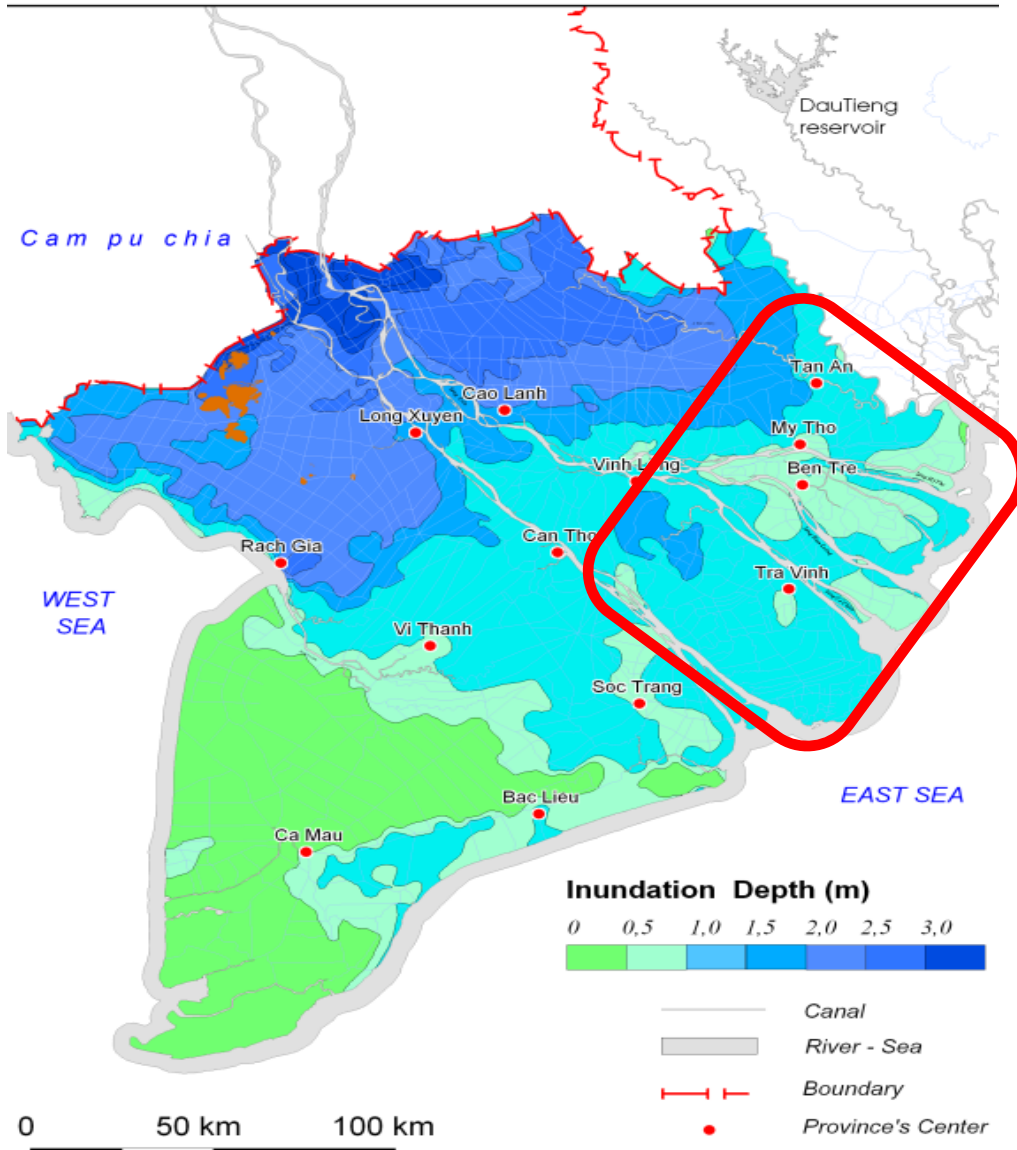 DauTieng
reservoir
Cam pu chia
Tan An
Cao Lanh
Long Xuyen
My Tho
Vinh Long
Ben Tre
Can Tho
Rach Gia
Tra Vinh
WEST
SEA
Vi Thanh
Soc Trang
EAST SEA
Bac Lieu
Ca Mau
Inundation Depth (m)
0 0,5 1,0 1,5 2,0 2,5 3,0
Canal
River - Sea
Boundary
Province's Center
0 50 km 100 km